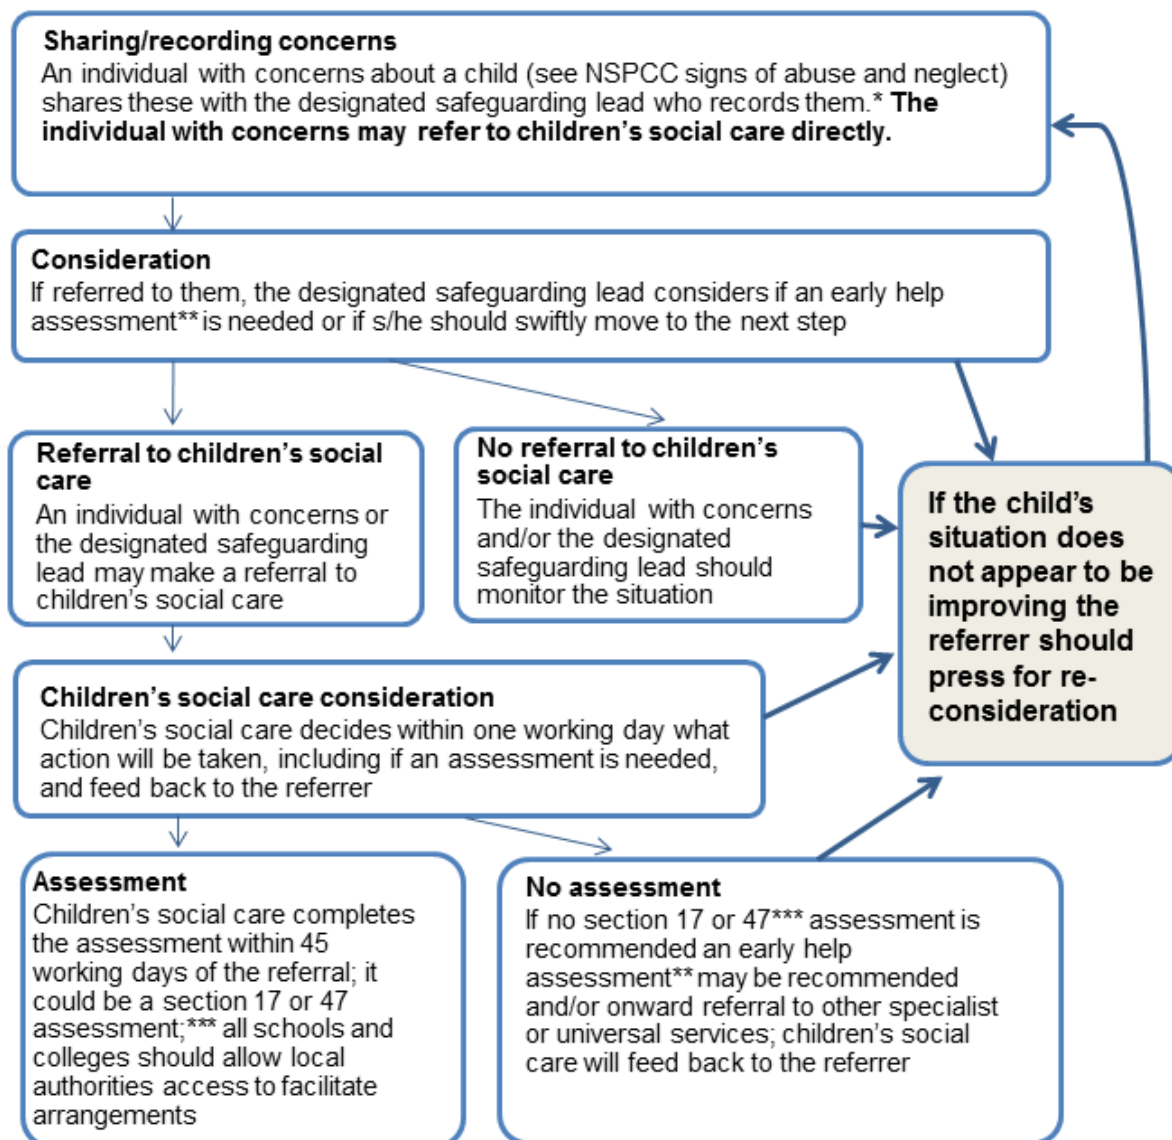 Sharing/recording concerns
An individual with concerns about a child (see NSPCC signs of abuse and neglect)
shares these with the designated safeguarding lead who records them.* The
individual with concerns may refer to children's social care directly.
Consideration
If referred to them, the designated safeguarding lead considers if an early help
assessment** is needed or if s/he should swiftly move to the next step
Referral to children's social
care
An individual with concerns or
the designated safeguarding
lead may make a referral to
children's social care
No referral to children's
social care
The individual with concerns
and/or the designated
safeguarding lead should
monitor the situation
If the child's
situation does
not appear to be
improving the
referrer should
press for re-
consideration
Children's social care consideration
Children's social care decides within one working day what
action will be taken, including if an assessment is needed,
and feed back to the referrer
Assessment
Children's social care completes
the assessment within 45
working days of the referral; it
could be a section 17 or 47
assessment;*** all schools and
colleges should allow local
authorities access to facilitate
arrangements
No assessment
If no section 17 or 47*** assessment is
recommended an early help
assessment** may be recommended
and/or onward referral to other specialist
or universal services; children's social
care will feed back to the referrer